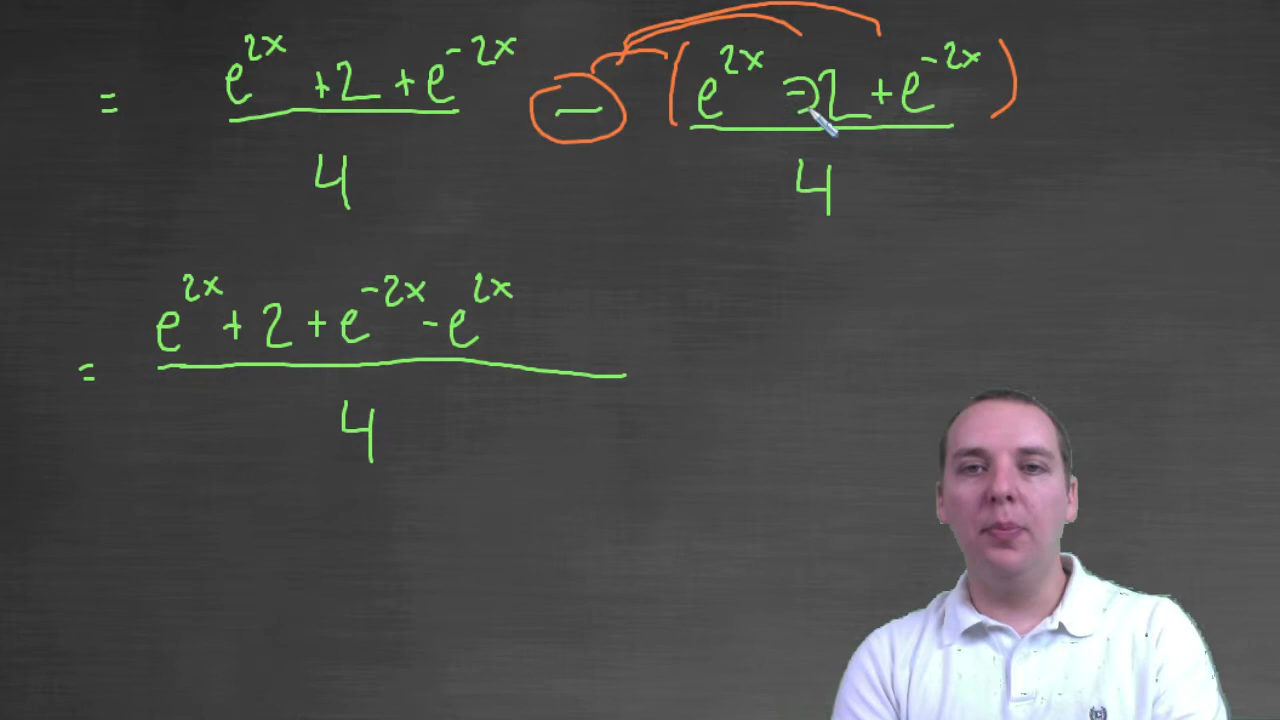 = (e^{2x} + 2 + e^{-2x})/4 - (e^{2x} - 2 + e^{-2x})/4
= (e^{2x} + 2 + e^{-2x} - e^{2x})/4